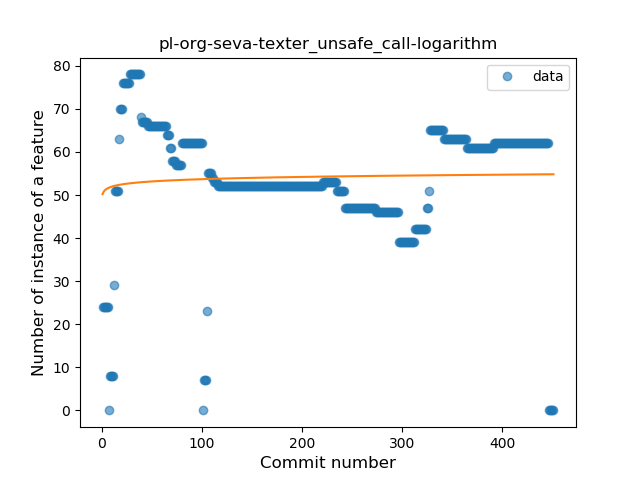 pl-org-seva-texter_unsafe_call-logarithm
data
Number of instance of a feature
80
70
60
50
40
30
20
10
0
0 100 200 300 400
Commit number